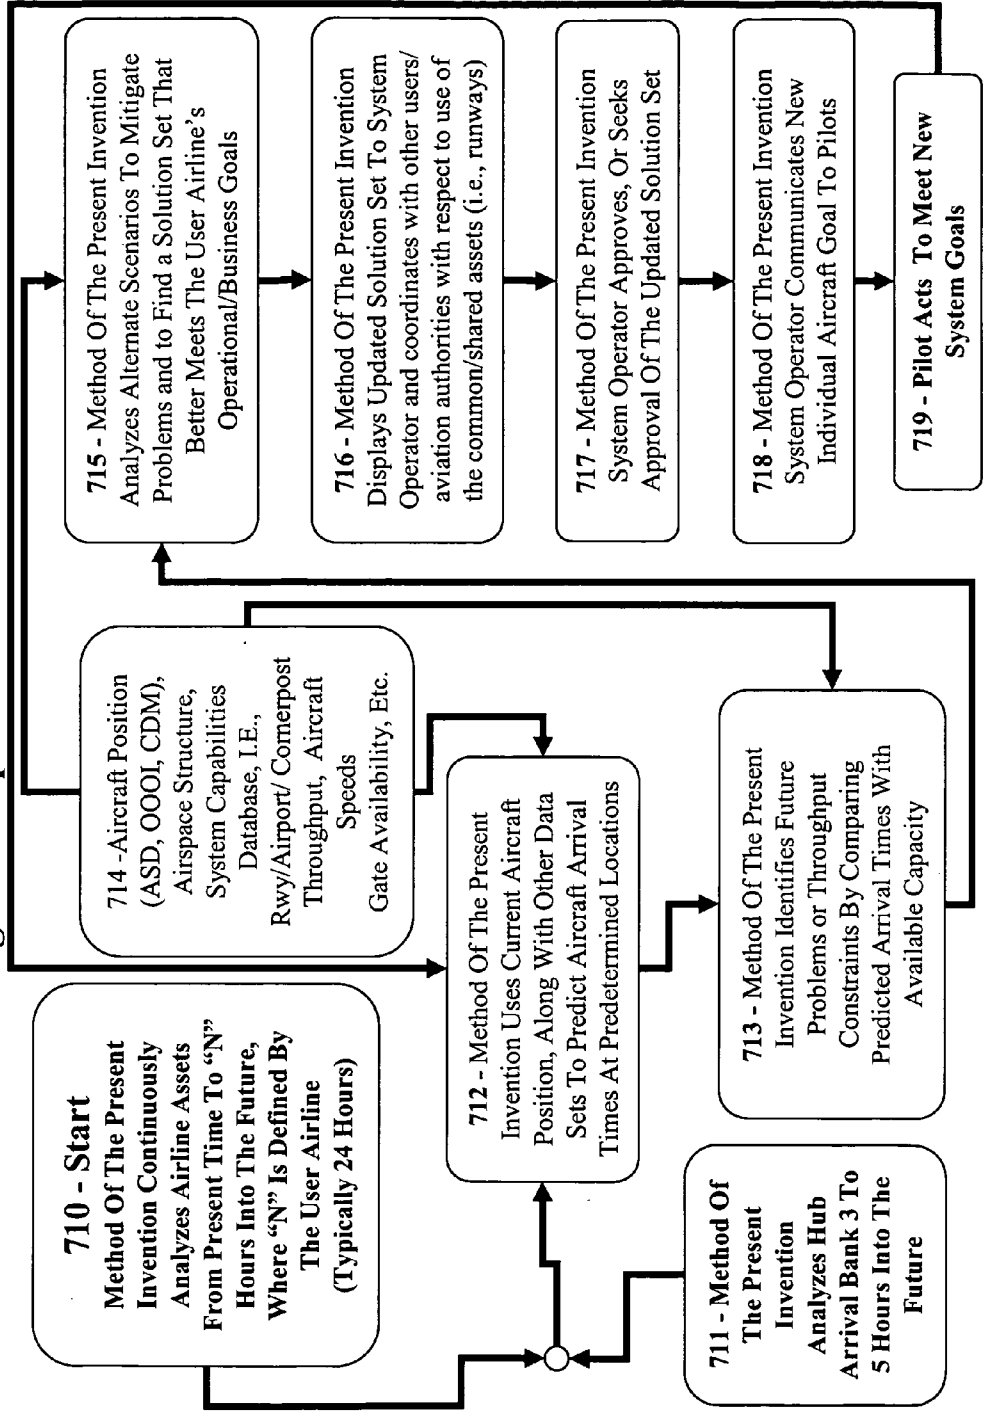 710 - Start
Method Of The Present
Invention Continuously
Analyzes Airline Assets
From Present Time To “N”
Hours Into The Future,
Where “N” Is Defined By
The User Airline
(Typically 24 Hours)
711 - Method Of
The Present
Invention
Analyzes Hub
Arrival Bank 3 To
5 Hours Into The
Future
712 - Method Of The Present
Invention Uses Current Aircraft
Position, Along With Other Data
Sets To Predict Aircraft Arrival
Times At Predetermined Locations
713 - Method Of The Present
Invention Identifies Future
Problems or Throughput
Constraints By Comparing
Predicted Arrival Times With
Available Capacity
714 -Aircraft Position
(ASD, OOOI, CDM),
Airspace Structure,
System Capabilities
Database, I.E.,
Rwy/Airport/ Cornerpost
Throughput, Aircraft
Speeds
Gate Availability, Etc.
715 - Method Of The Present Invention
Analyzes Alternate Scenarios To Mitigate
Problems and to Find a Solution Set That
Better Meets The User Airline’s
Operational/Business Goals
716 - Method Of The Present Invention
Displays Updated Solution Set To System
Operator and coordinates with other users/
aviation authorities with respect to use of
the common/shared assets (i.e., runways)
717 - Method Of The Present Invention
System Operator Approves, Or Seeks
Approval Of The Updated Solution Set
718 - Method Of The Present Invention
System Operator Communicates New
Individual Aircraft Goal To Pilots
719 - Pilot Acts To Meet New
System Goals